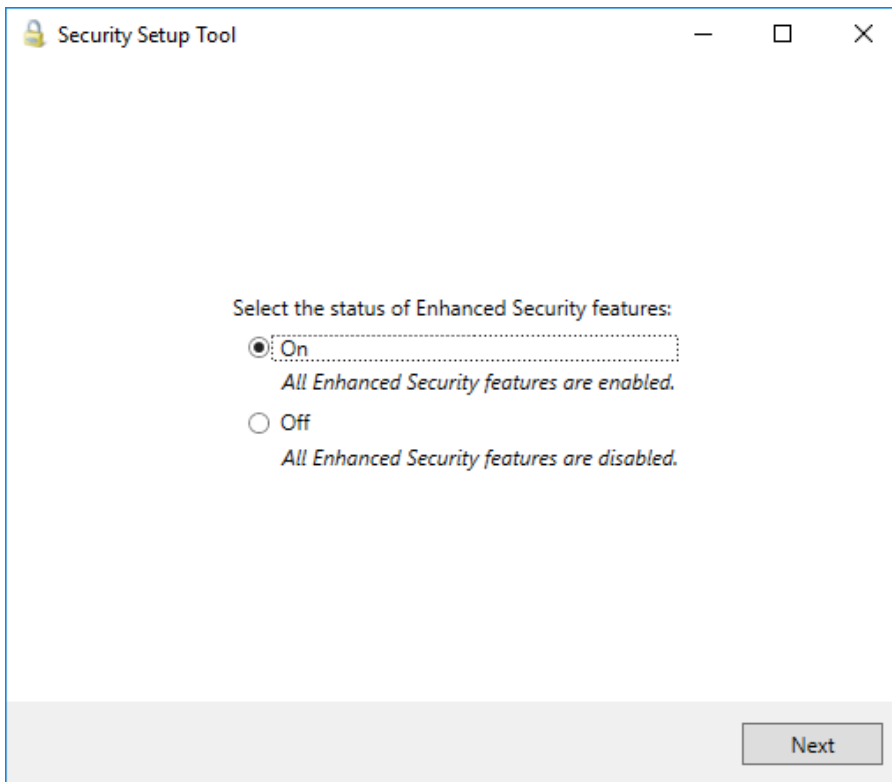 Security Setup Tool
Select the status of Enhanced Security features:
On
All Enhanced Security features are enabled.
Off
All Enhanced Security features are disabled.
Next